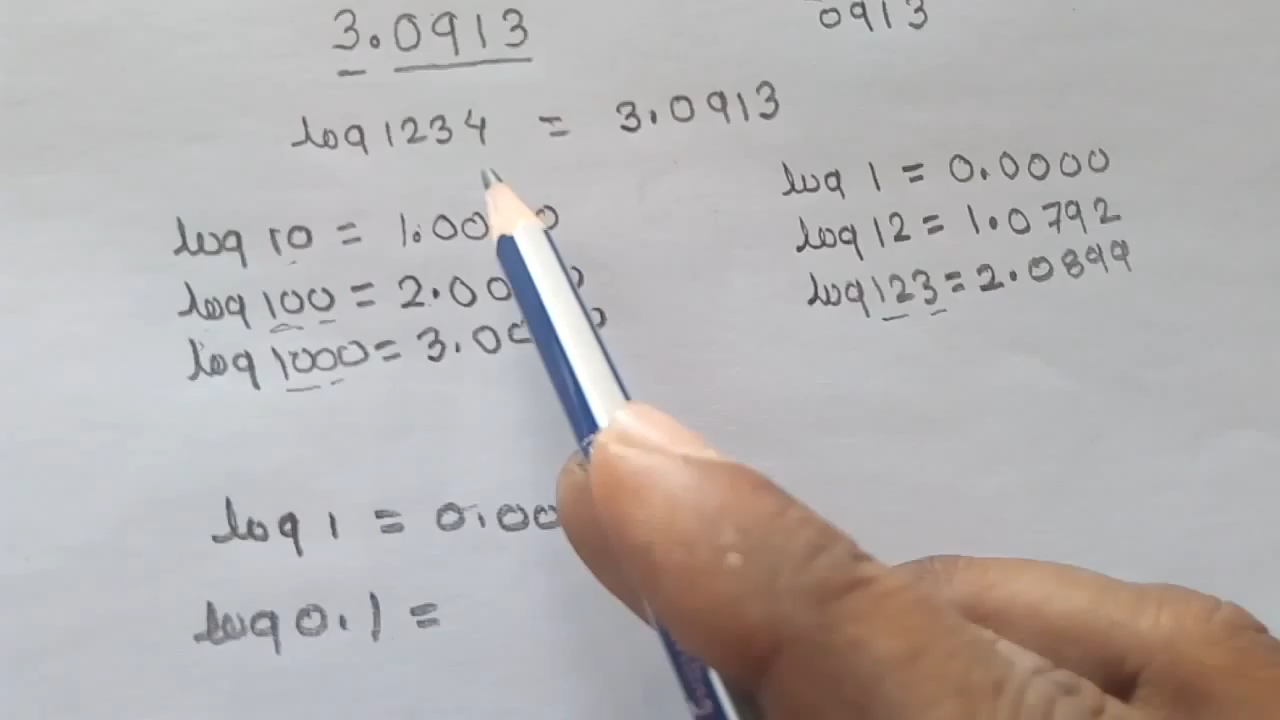 3.0913
0913
log 1234 = 3.0913
log 10 = 1.00 0
log 100 = 2.00
log 1000 = 3.0
log 1 = 0.0000
log 12 = 1.0792
log 123 = 2.0899
log 1 = 0.00
log 0.1 =